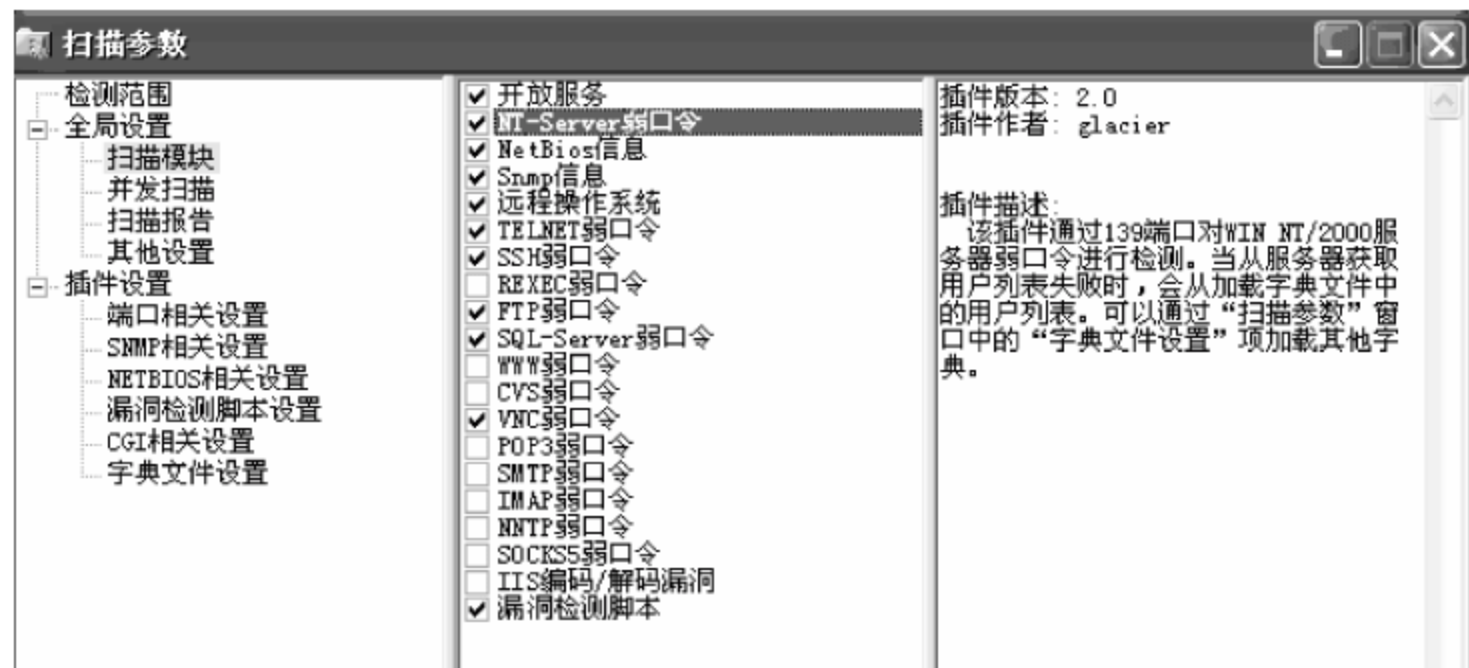 扫描参数
检测范围
全局设置
扫描模块
并发扫描
扫描报告
其他设置
插件设置
端口相关设置
SNMP相关设置
NETBIOS相关设置
漏洞检测脚本设置
CGI相关设置
字典文件设置
开放服务
NT-Server弱口令
NetBios信息
Snmp信息
远程操作系统
TELNET弱口令
SSH弱口令
REXEC弱口令
FTP弱口令
SQL-Server弱口令
WWW弱口令
CVS弱口令
VNC弱口令
POP3弱口令
SMTP弱口令
IMAP弱口令
NNTP弱口令
SOCKS5弱口令
IIS编码/解码漏洞
漏洞检测脚本
插件版本: 2.0
插件作者: glacier
插件描述:
该插件通过139端口对WIN NT/2000服
务器弱口令进行检测。当从服务器获取
用户列表失败时，会从加载字典文件中
的用户列表。可以通过“扫描参数”窗
口中的“字典文件设置”项加载其他字
典。